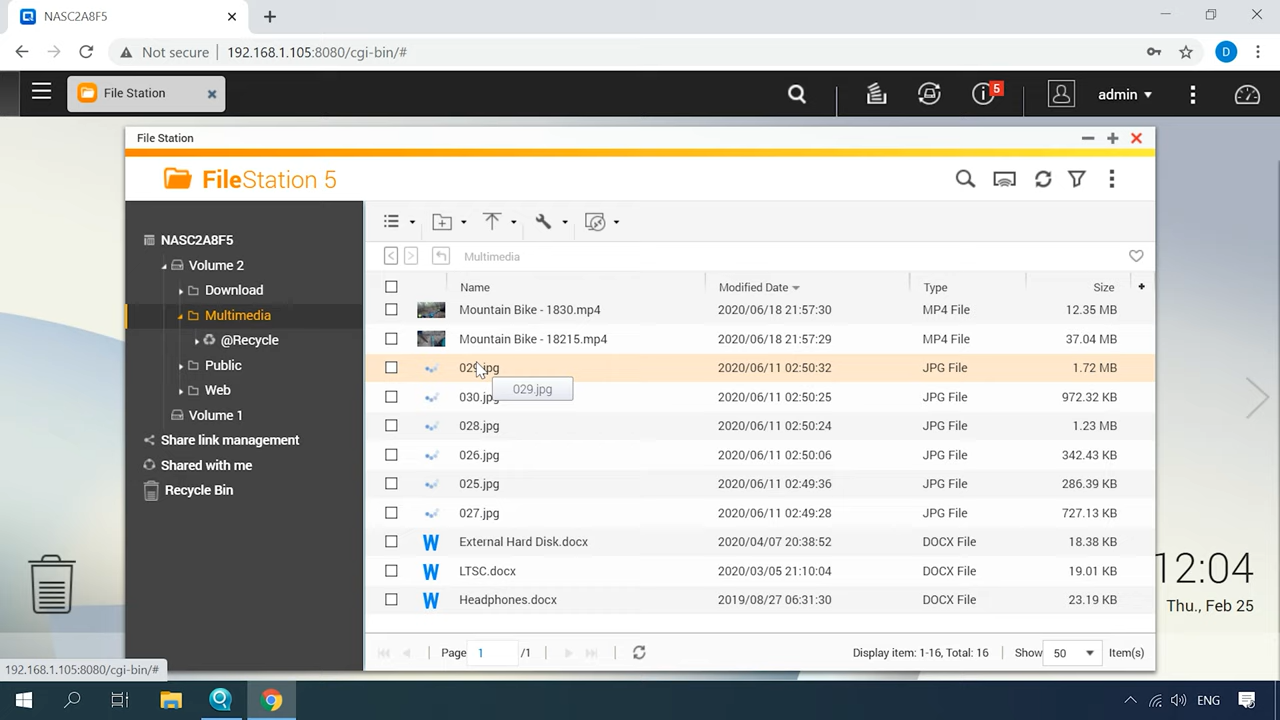 NASC2A8F5
Not secure 192.168.1.105:8080/cgi-bin/#
D
File Station
5
admin
File Station
FileStation 5
NASC2A8F5
Volume 2
Download
Multimedia
@Recycle
Public
Web
Volume 1
Share link management
Shared with me
Recycle Bin
Multimedia
Name Modified Date Type Size
Mountain Bike - 1830.mp4 2020/06/18 21:57:30 MP4 File 12.35 MB
Mountain Bike - 18215.mp4 2020/06/18 21:57:29 MP4 File 37.04 MB
029.jpg 2020/06/11 02:50:32 JPG File 1.72 MB
029.jpg
030.jpg 2020/06/11 02:50:25 JPG File 972.32 KB
028.jpg 2020/06/11 02:50:24 JPG File 1.23 MB
026.jpg 2020/06/11 02:50:06 JPG File 342.43 KB
025.jpg 2020/06/11 02:49:36 JPG File 286.39 KB
027.jpg 2020/06/11 02:49:28 JPG File 727.13 KB
W External Hard Disk.docx 2020/04/07 20:38:52 DOCX File 18.38 KB
W LTSC.docx 2020/03/05 21:10:04 DOCX File 19.01 KB
W Headphones.docx 2019/08/27 06:31:30 DOCX File 23.19 KB
Page 1 /1 Display item: 1-16, Total: 16 Show 50 Item(s)
12:04
Thu., Feb 25
192.168.1.105:8080/cgi-bin/#
ENG